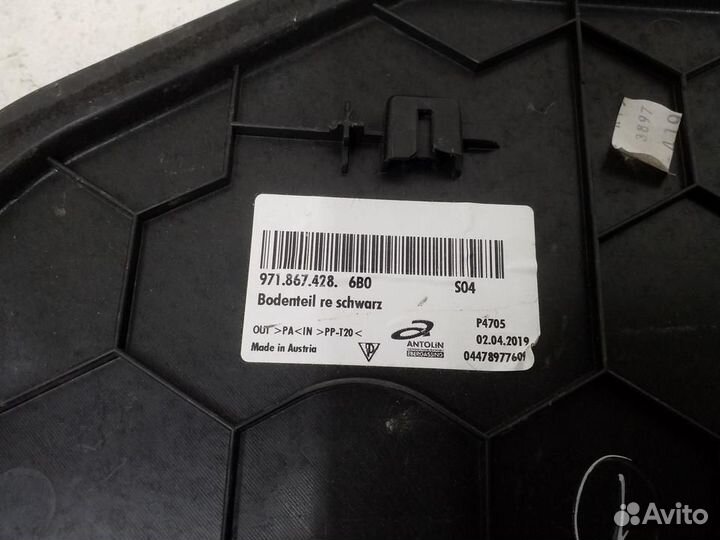 3897
971.867.428. 6B0 S04
Bodenteil re schwarz
OUT >PA<IN >PP-T20< P4705
ANTOLIN 02.04.2019
EBERGASSING
Made in Austria 04478977609
Avito